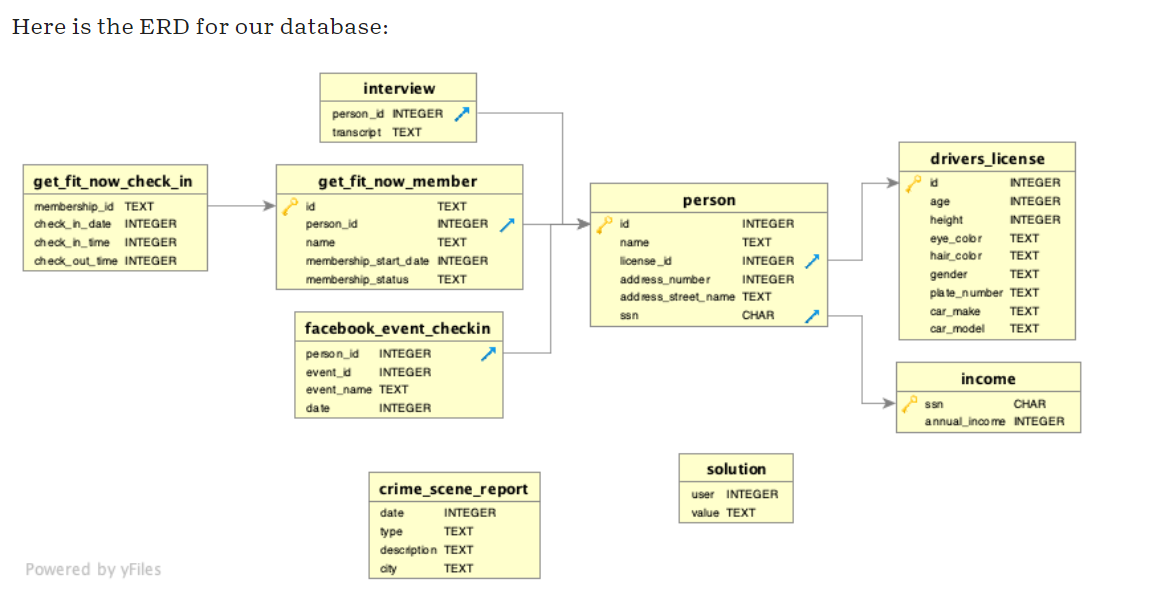 Here is the ERD for our database:
interview
person_id INTEGER
transcript TEXT
get_fit_now_check_in
membership_id TEXT
check_in_date INTEGER
check_in_time INTEGER
check_out_time INTEGER
get_fit_now_member
id TEXT
person_id INTEGER
name TEXT
membership_start_date INTEGER
membership_status TEXT
facebook_event_checkin
person_id INTEGER
event_id INTEGER
event_name TEXT
date INTEGER
person
id INTEGER
name TEXT
license_id INTEGER
address_number INTEGER
address_street_name TEXT
ssn CHAR
drivers_license
id INTEGER
age INTEGER
height INTEGER
eye_color TEXT
hair_color TEXT
gender TEXT
plate_number TEXT
car_make TEXT
car_model TEXT
income
ssn CHAR
annual_income INTEGER
crime_scene_report
date INTEGER
type TEXT
description TEXT
city TEXT
solution
user INTEGER
value TEXT
Powered by yFiles